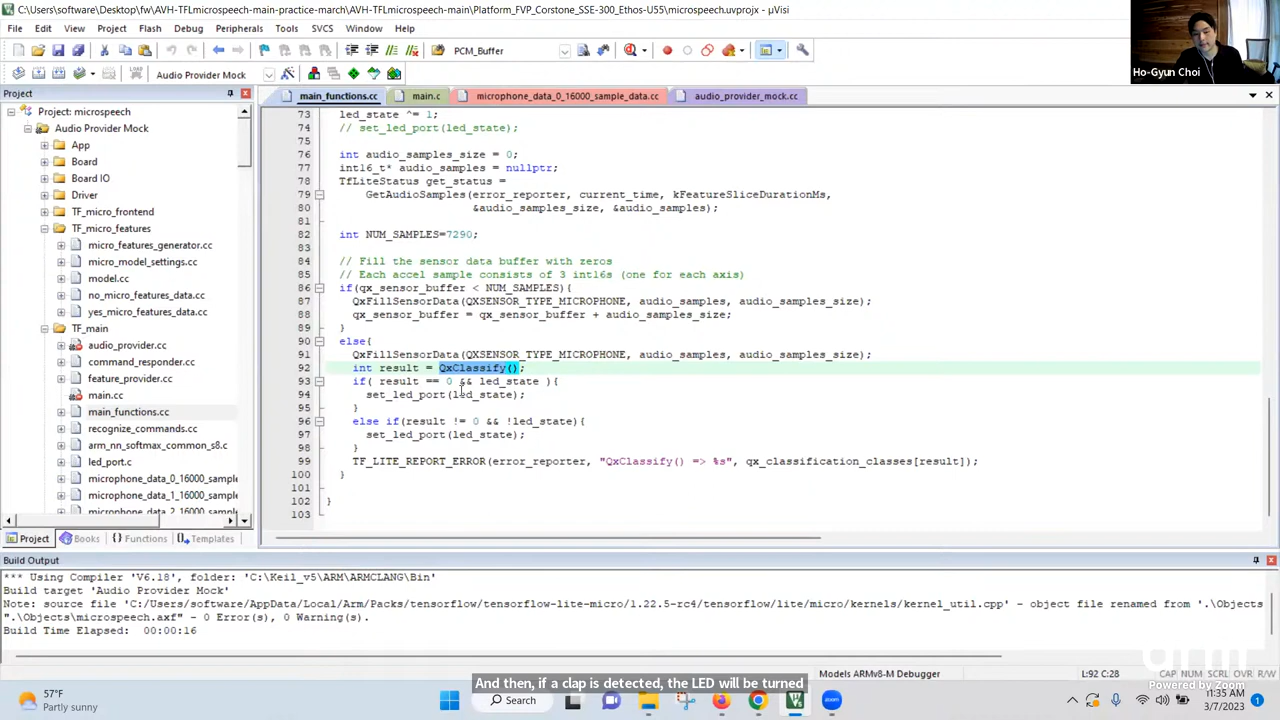 C:\Users\software\Desktop\fw\AVH-TFLmicrospeech-main-practice-march\AVH-TFLmicrospeech-main\Platform_FVP_Corstone_SSE-300_Ethos-U55\microspeech.uvprojx - µVisi
File Edit View Project Flash Debug Peripherals Tools SVCS Window Help
PCM_Buffer
Audio Provider Mock
Ho-Gyun Choi
Project
main_functions.cc main.c microphone_data_0_16000_sample_data.cc audio_provider_mock.cc
Project: microspeech
Audio Provider Mock
App
Board
Board IO
Driver
TF_micro_frontend
TF_micro_features
micro_features_generator.cc
micro_model_settings.cc
model.cc
no_micro_features_data.cc
yes_micro_features_data.cc
TF_main
audio_provider.cc
command_responder.cc
feature_provider.cc
main.cc
main_functions.cc
recognize_commands.cc
arm_nn_softmax_common_s8.c
led_port.c
microphone_data_0_16000_sample
microphone_data_1_16000_sample
microphone_data_2_16000_sample
Project Books Functions Templates
73 led_state ^= 1;
74 // set_led_port(led_state);
75
76 int audio_samples_size = 0;
77 int16_t* audio_samples = nullptr;
78 TfLiteStatus get_status =
79 GetAudioSamples(error_reporter, current_time, kFeatureSliceDurationMs,
80 &audio_samples_size, &audio_samples);
81
82 int NUM_SAMPLES=7290;
83
84 // Fill the sensor data buffer with zeros
85 // Each accel sample consists of 3 int16s (one for each axis)
86 if(qx_sensor_buffer < NUM_SAMPLES){
87 QxFillSensorData(QXSENSOR_TYPE_MICROPHONE, audio_samples, audio_samples_size);
88 qx_sensor_buffer = qx_sensor_buffer + audio_samples_size;
89 }
90 else{
91 QxFillSensorData(QXSENSOR_TYPE_MICROPHONE, audio_samples, audio_samples_size);
92 int result = QxClassify();
93 if( result == 0 && led_state ){
94 set_led_port(led_state);
95 }
96 else if(result != 0 && !led_state){
97 set_led_port(led_state);
98 }
99 TF_LITE_REPORT_ERROR(error_reporter, "QxClassify() => %s", qx_classification_classes[result]);
100 }
101
102 }
103
Build Output
*** Using Compiler 'V6.18', folder: 'C:\Keil_v5\ARM\ARMCLANG\Bin'
Build target 'Audio Provider Mock'
Note: source file 'C:/Users/software/AppData/Local/Arm/Packs/tensorflow/tensorflow-lite-micro/1.22.5-rc4/tensorflow/lite/micro/kernels/kernel_util.cpp' - object file renamed from '.\Objects
".\Objects\microspeech.axf" - 0 Error(s), 0 Warning(s).
Build Time Elapsed: 00:00:16
arm
Models ARMv8-M Debugger L:92 C:28 CAP NUM SCRL OVR R/W
And then, if a clap is detected, the LED will be turned
Powered by Zoom
57°F
Partly sunny
Search
11:35 AM
3/7/2023